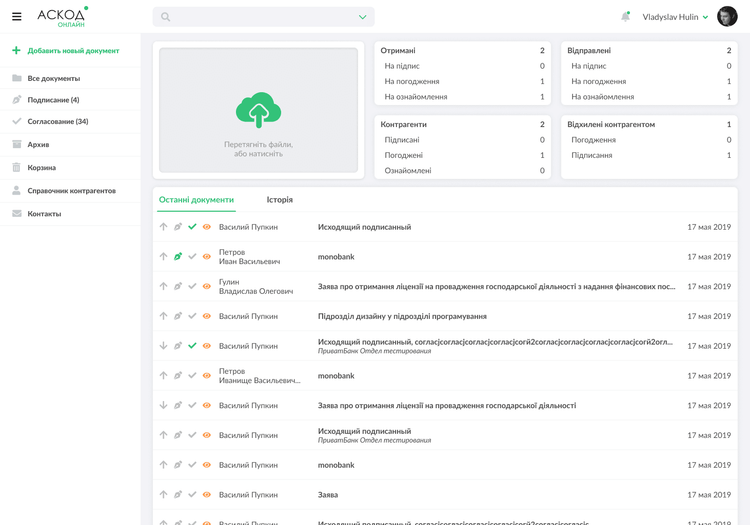 АСКОД
ОНЛАЙН
Vladyslav Hulin
Добавить новый документ
Все документы
Подписание (4)
Согласование (34)
Архив
Корзина
Справочник контрагентов
Контакты
Перетягніть файли,
або натисніть
Отримані 2
На підпис 0
На погодження 1
На ознайомлення 1
Відправлені 2
На підпис 0
На погодження 1
На ознайомлення 1
Контрагенти 2
Підписані 0
Погоджені 1
Ознайомлені 0
Відхилені контрагентом 1
Погодження 0
Підписання 1
Останні документи Історія
Василий Пупкин Исходящий подписанный 17 мая 2019
Петров
Иван Васильевич monobank 17 мая 2019
Гулин
Владислав Олегович Заява про отримання ліцензії на провадження господарської діяльності з надання фінансових пос... 17 мая 2019
Василий Пупкин Підрозділ дизайну у підрозділі програмування 17 мая 2019
Василий Пупкин Исходящий подписанный, согласјсогласјсогласјсогласјсогй2согласјсогласјсогласјсогласјсогй2огл... 17 мая 2019
ПриватБанк Отдел тестирования
Петров
Иванище Васильевич... monobank 17 мая 2019
Василий Пупкин Заява про отримання ліцензії на провадження господарської діяльності 17 мая 2019
Василий Пупкин Исходящий подписанный 17 мая 2019
ПриватБанк Отдел тестирования
Василий Пупкин monobank 17 мая 2019
Василий Пупкин Заява 17 мая 2019